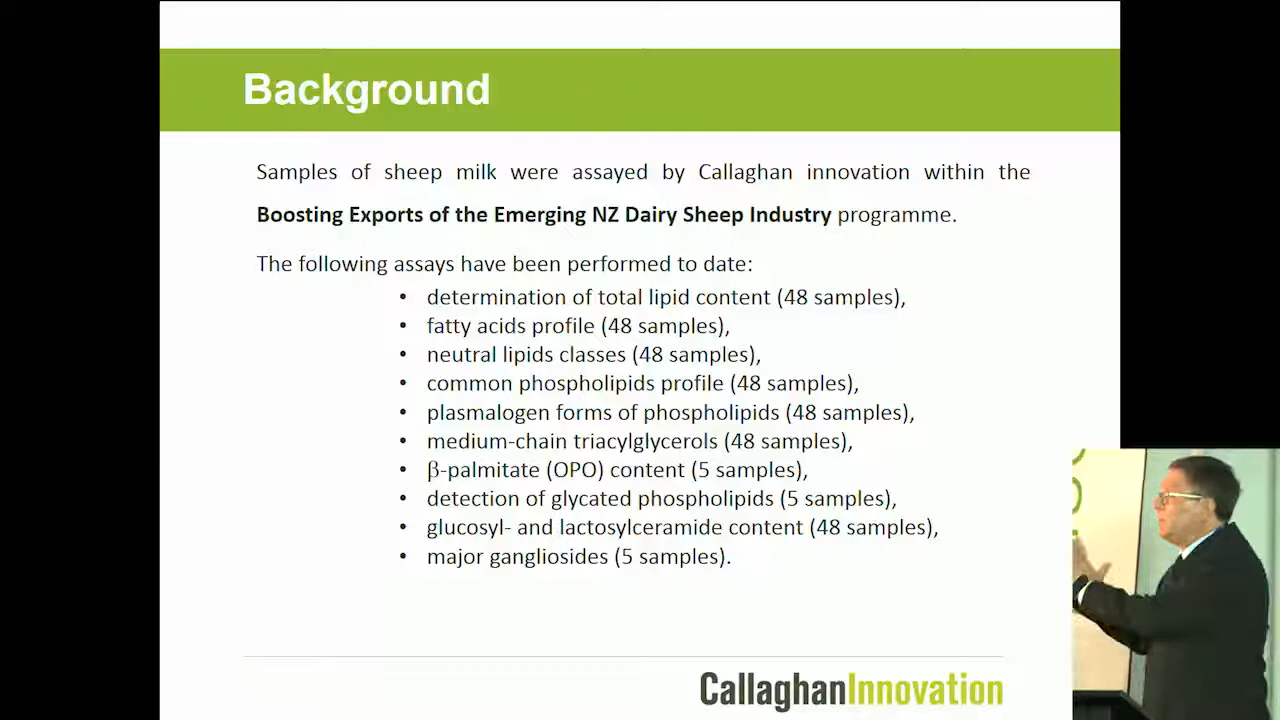 Background
Samples of sheep milk were assayed by Callaghan innovation within the
Boosting Exports of the Emerging NZ Dairy Sheep Industry programme.
The following assays have been performed to date:
• determination of total lipid content (48 samples),
• fatty acids profile (48 samples),
• neutral lipids classes (48 samples),
• common phospholipids profile (48 samples),
• plasmalogen forms of phospholipids (48 samples),
• medium-chain triacylglycerols (48 samples),
• β-palmitate (OPO) content (5 samples),
• detection of glycated phospholipids (5 samples),
• glucosyl- and lactosylceramide content (48 samples),
• major gangliosides (5 samples).
CallaghanInnovation